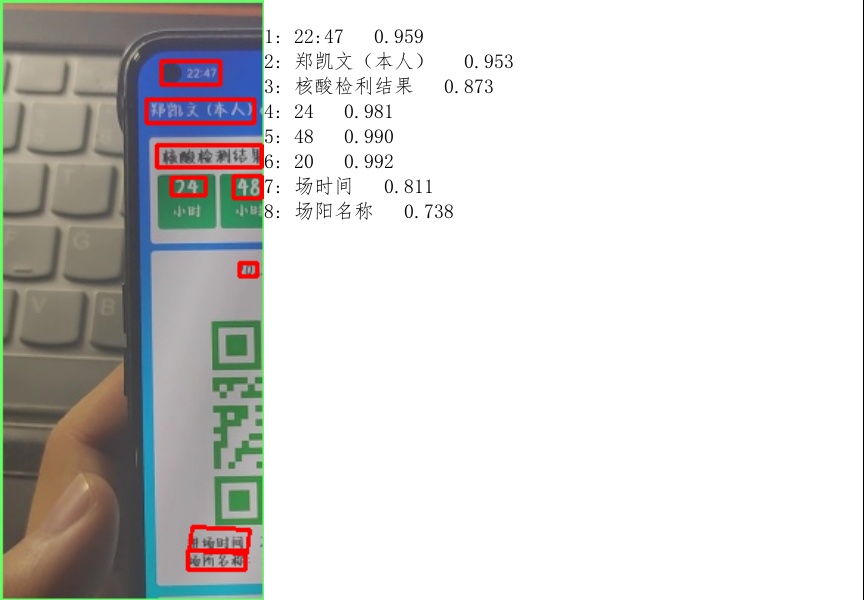 22:47
郑凯文（本人）
核酸检测结果
24 48
小时 小时
20
进场时间
场所名称
T
G
V
B
1: 22:47 0.959
2: 郑凯文（本人） 0.953
3: 核酸检利结果 0.873
4: 24 0.981
5: 48 0.990
6: 20 0.992
7: 场时间 0.811
8: 场阳名称 0.738